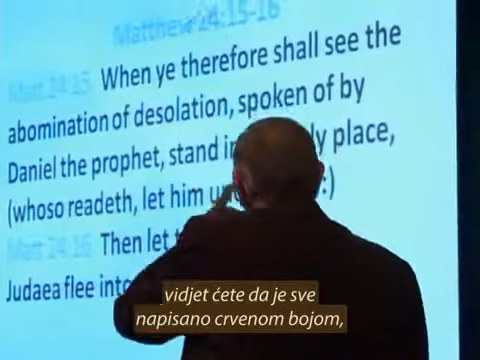 Matthew 24:15-16
Matt 24:15 When ye therefore shall see the
abomination of desolation, spoken of by
Daniel the prophet, stand in place,
(whoso readeth, let him :)
Matt 24:16 Then let
Judaea flee into
vidjet ćete da je sve
napisano crvenom bojom,